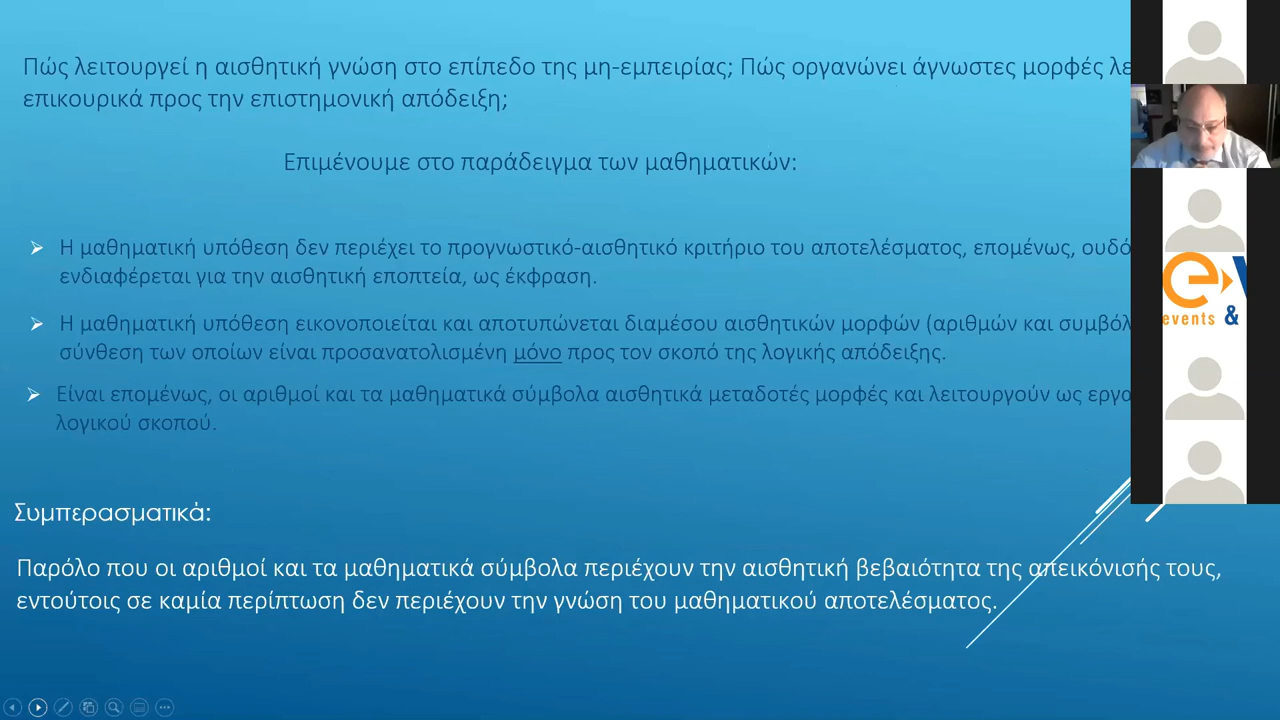 Πώς λειτουργεί η αισθητική γνώση στο επίπεδο της μη-εμπειρίας; Πώς οργανώνει άγνωστες μορφές
επικουρικά προς την επιστημονική απόδειξη;
Επιμένουμε στο παράδειγμα των μαθηματικών:
Η μαθηματική υπόθεση δεν περιέχει το προγνωστικό-αισθητικό κριτήριο του αποτελέσματος, επομένως,
ενδιαφέρεται για την αισθητική εποπτεία, ως έκφραση.
Η μαθηματική υπόθεση εικονοποιείται και αποτυπώνεται διαμέσου αισθητικών μορφών (αριθμών και
σύνθεση των οποίων είναι προσανατολισμένη μόνο προς τον σκοπό της λογικής απόδειξης.
Είναι επομένως, οι αριθμοί και τα μαθηματικά σύμβολα αισθητικά μεταδοτές μορφές και λειτουργούν ως
λογικού σκοπού.
Συμπερασματικά:
Παρόλο που οι αριθμοί και τα μαθηματικά σύμβολα περιέχουν την αισθητική βεβαιότητα της απεικόνισής τους,
εντούτοις σε καμία περίπτωση δεν περιέχουν την γνώση του μαθηματικού αποτελέσματος.
events &